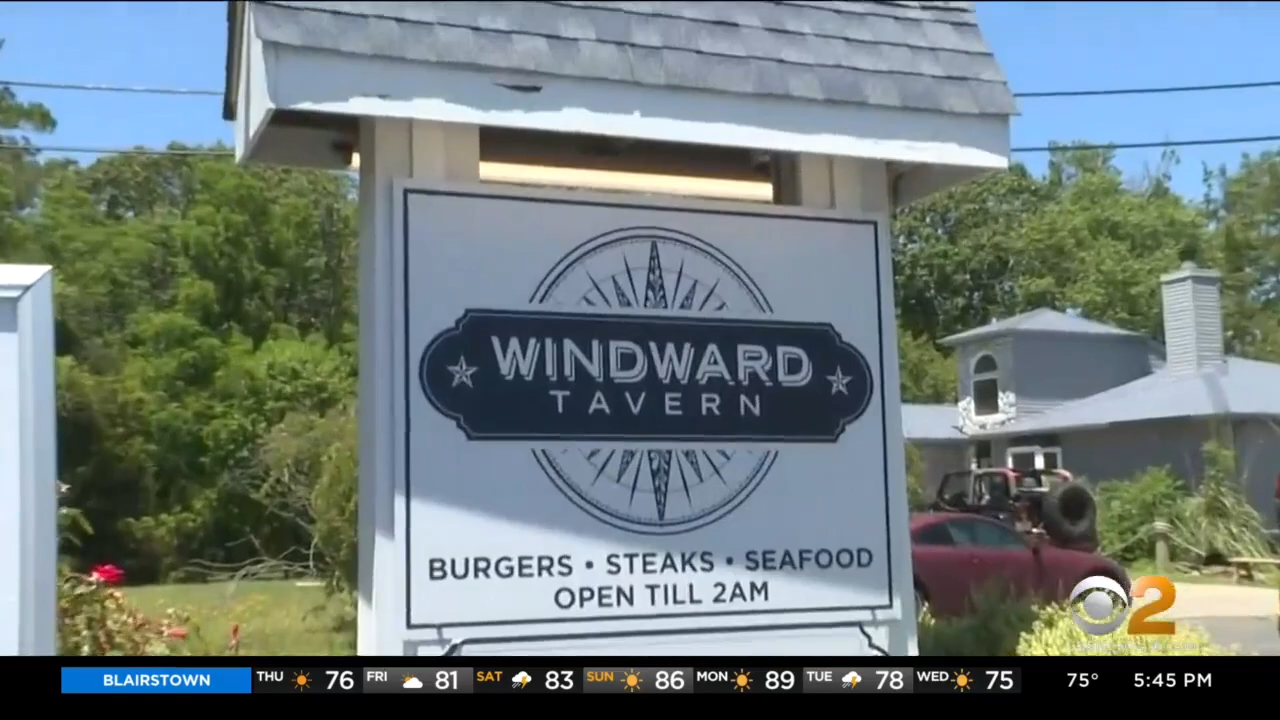 WINDWARD
TAVERN
BURGERS • STEAKS • SEAFOOD
OPEN TILL 2AM
2
BLAIRSTOWN THU 76 FRI 81 SAT 83 SUN 86 MON 89 TUE 78 WED 75 75° 5:45 PM